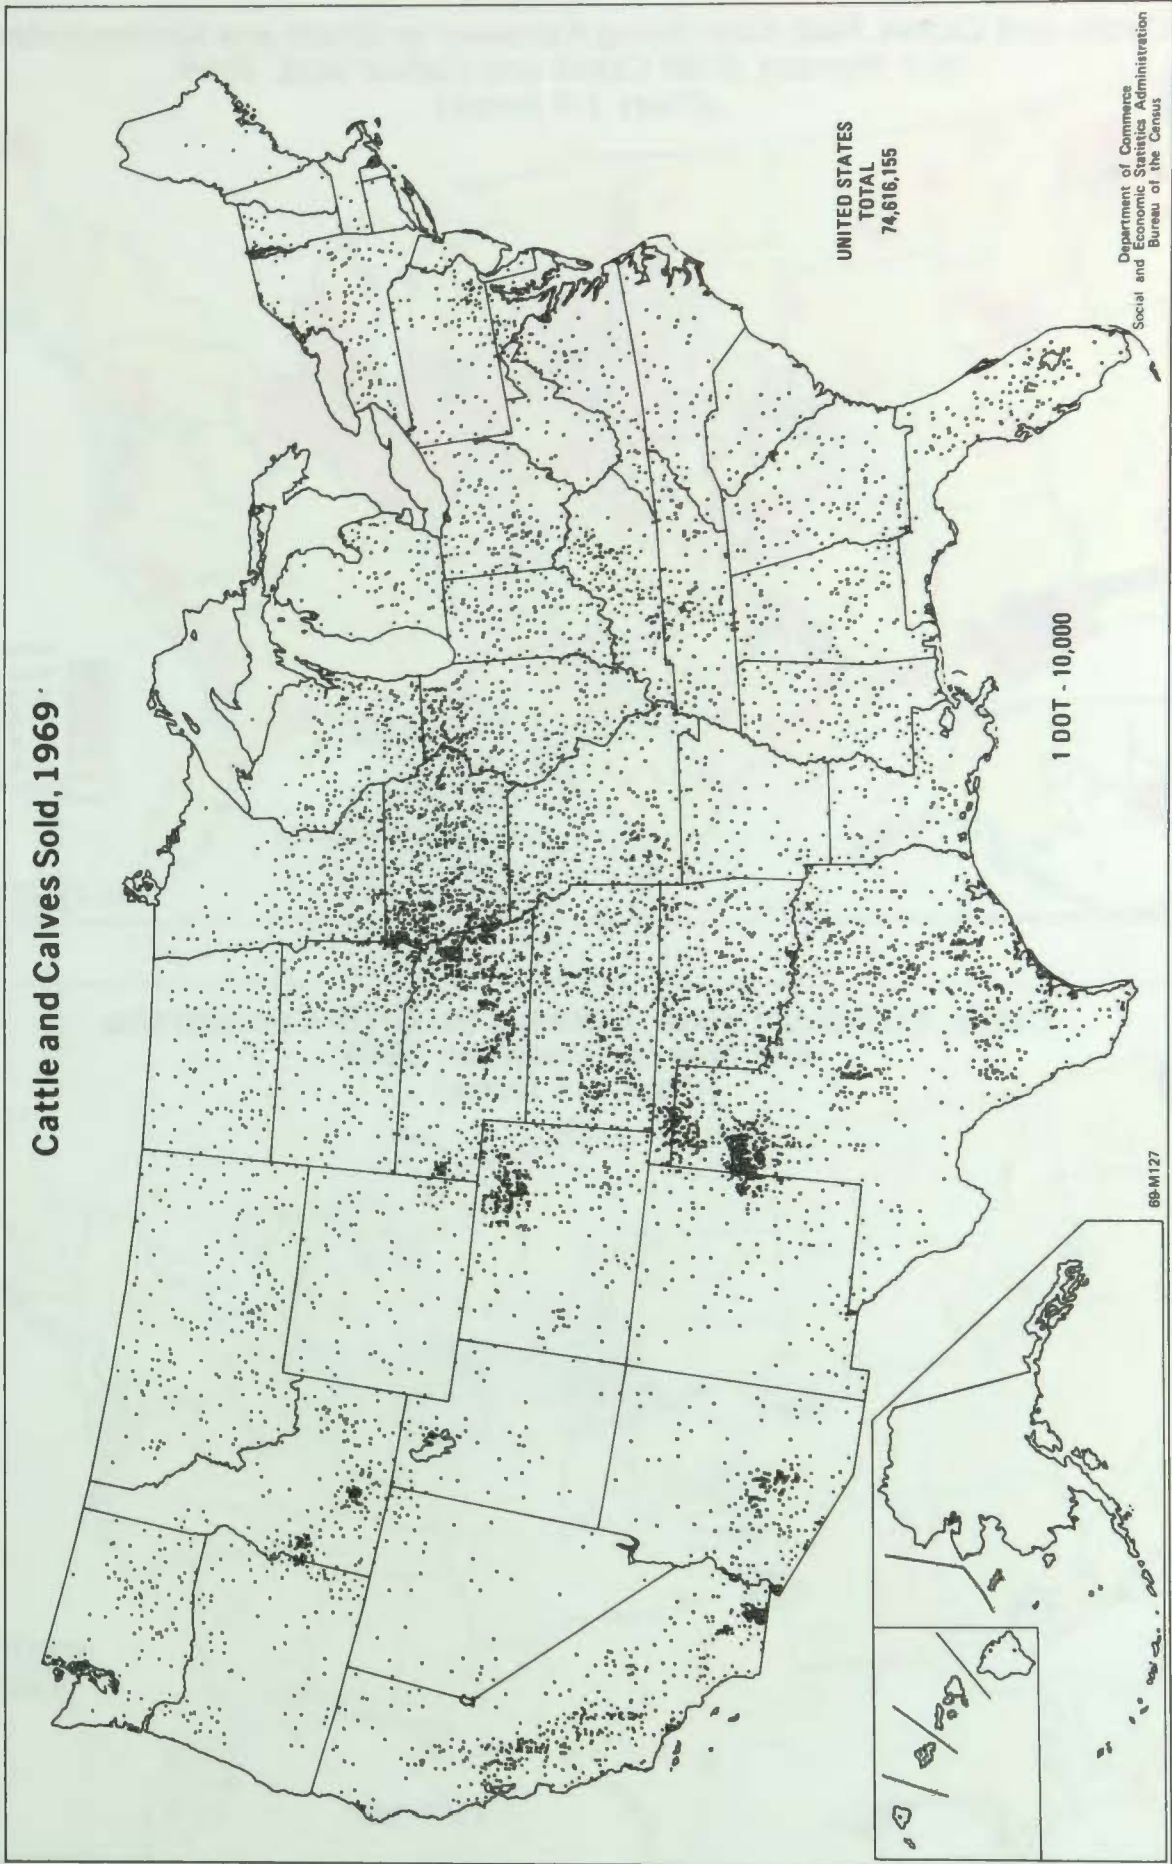 Cattle and Calves Sold, 1969
UNITED STATES
TOTAL
74,616,155
1 DOT - 10,000
69-M127
Department of Commerce
Social and Economic Statistics Administration
Bureau of the Census